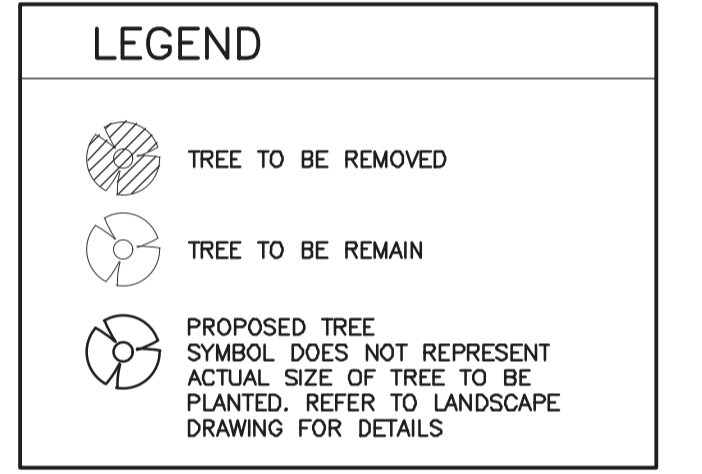 LEGEND
TREE TO BE REMOVED
TREE TO BE REMAIN
PROPOSED TREE
SYMBOL DOES NOT REPRESENT
ACTUAL SIZE OF TREE TO BE
PLANTED. REFER TO LANDSCAPE
DRAWING FOR DETAILS